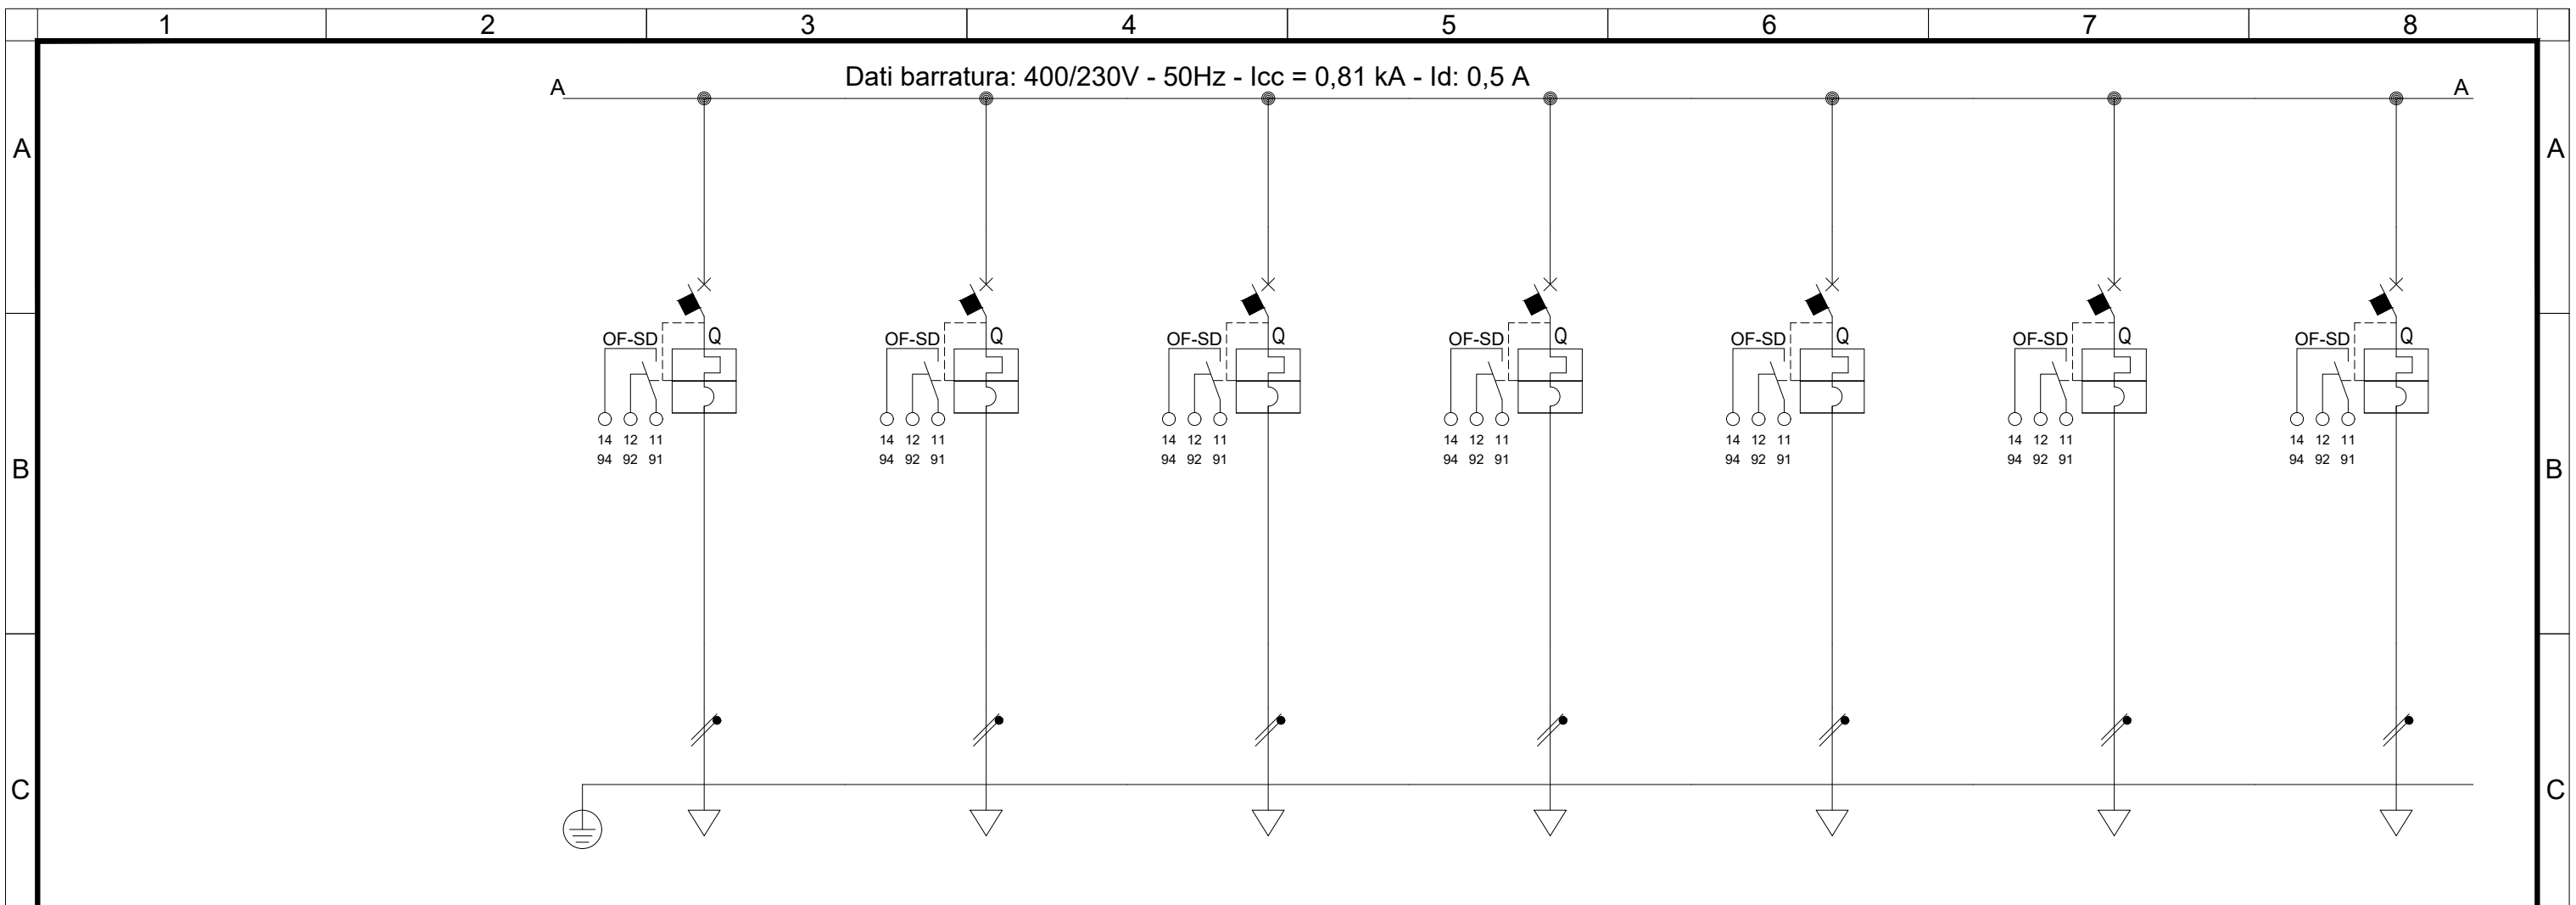 1 2 3 4 5 6 7 8
Dati barratura: 400/230V - 50Hz - Icc = 0,81 kA - Id: 0,5 A
A A
A A
OF-SD Q OF-SD Q OF-SD Q OF-SD Q OF-SD Q OF-SD Q OF-SD Q
14 12 11 14 12 11 14 12 11 14 12 11 14 12 11 14 12 11 14 12 11
94 92 91 94 92 91 94 92 91 94 92 91 94 92 91 94 92 91 94 92 91
B B
C C